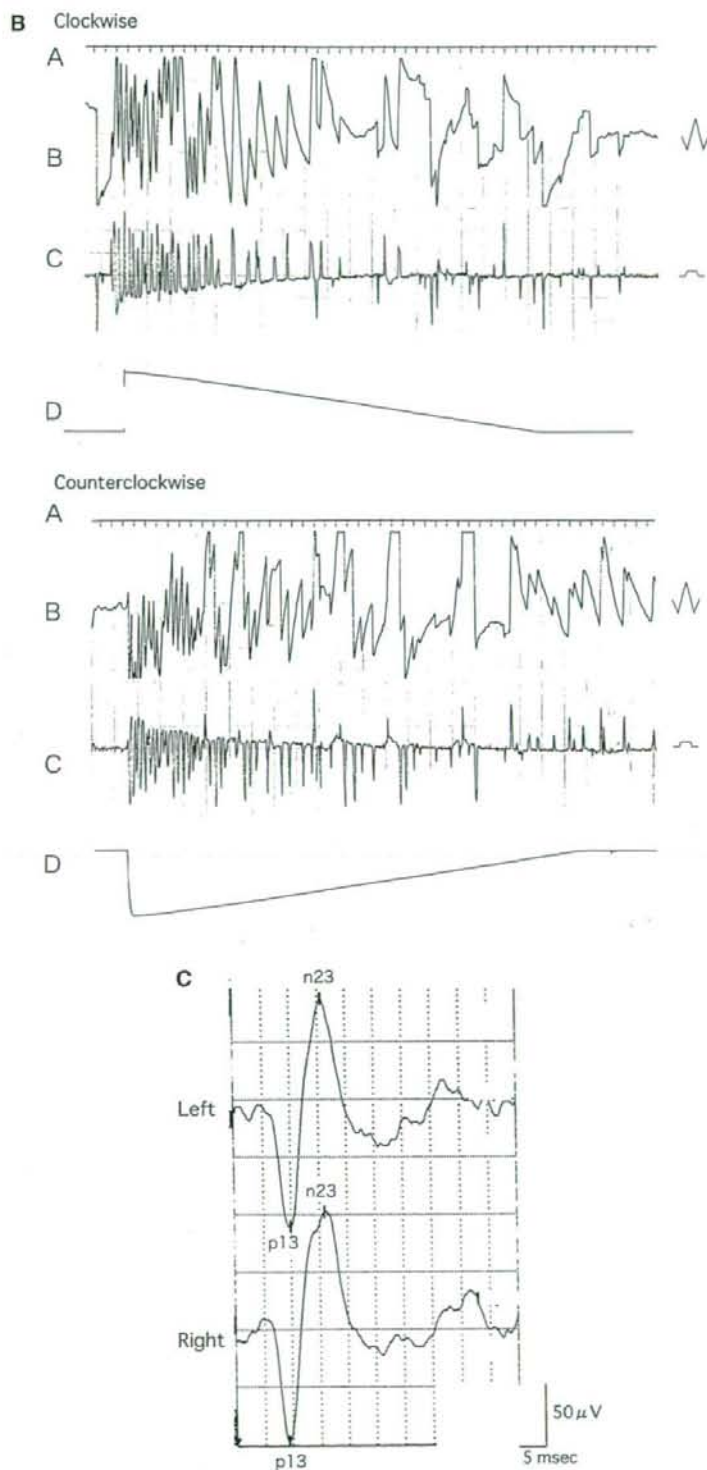 B Clockwise
A
B
C
D
Counterclockwise
A
B
C
D
C
n23
Left
p13
n23
Right
p13
50 μV
5 msec